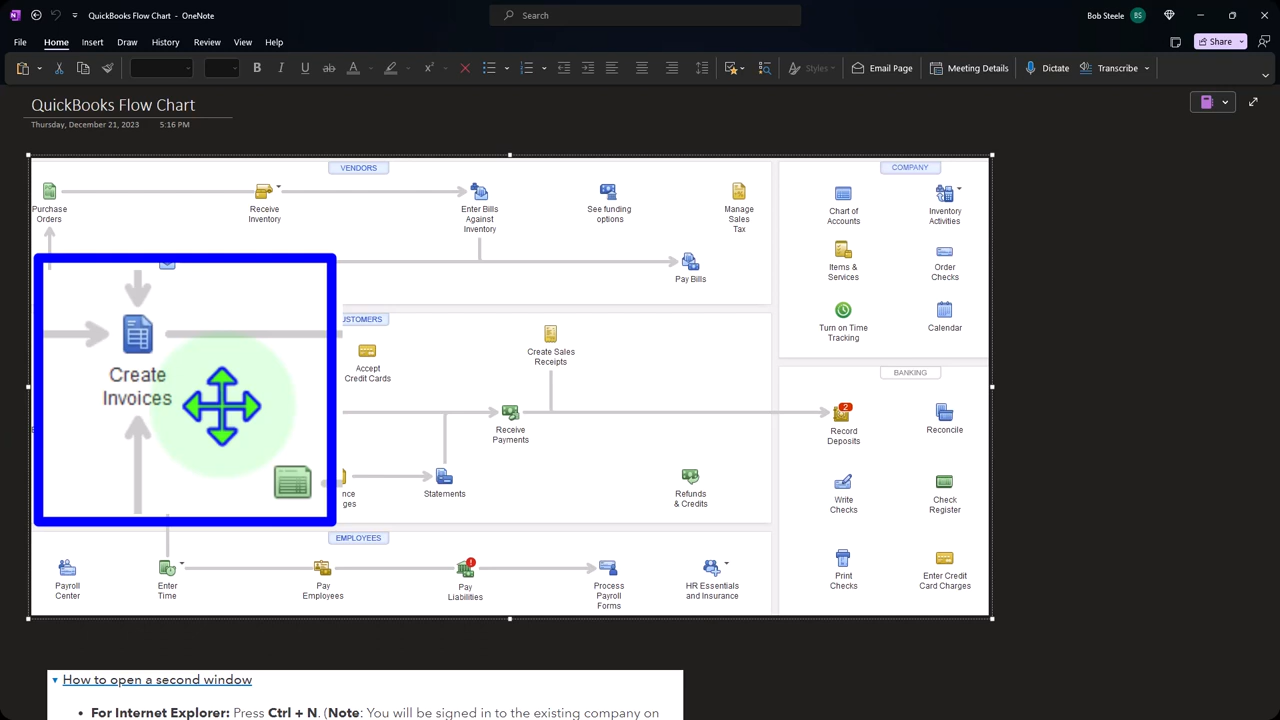 QuickBooks Flow Chart - OneNote
Search
Bob Steele
BS
File
Home
Insert
Draw
History
Review
View
Help
Share
B
I
U
ab
A
Styles
Email Page
Meeting Details
Dictate
Transcribe
QuickBooks Flow Chart
Thursday, December 21, 2023
5:16 PM
VENDORS
Purchase
Orders
Receive
Inventory
Enter Bills
Against
Inventory
See funding
options
Manage
Sales
Tax
Pay Bills
COMPANY
Chart of
Accounts
Inventory
Activities
Items &
Services
Order
Checks
Turn on Time
Tracking
Calendar
USTOMERS
Create
Invoices
Accept
Credit Cards
Create Sales
Receipts
Receive
Payments
nce
ges
Statements
Refunds
& Credits
BANKING
2
Record
Deposits
Reconcile
Write
Checks
Check
Register
Print
Checks
Enter Credit
Card Charges
EMPLOYEES
Payroll
Center
Enter
Time
Pay
Employees
Pay
Liabilities
Process
Payroll
Forms
HR Essentials
and Insurance
How to open a second window
• For Internet Explorer: Press Ctrl + N. (Note: You will be signed in to the existing company on